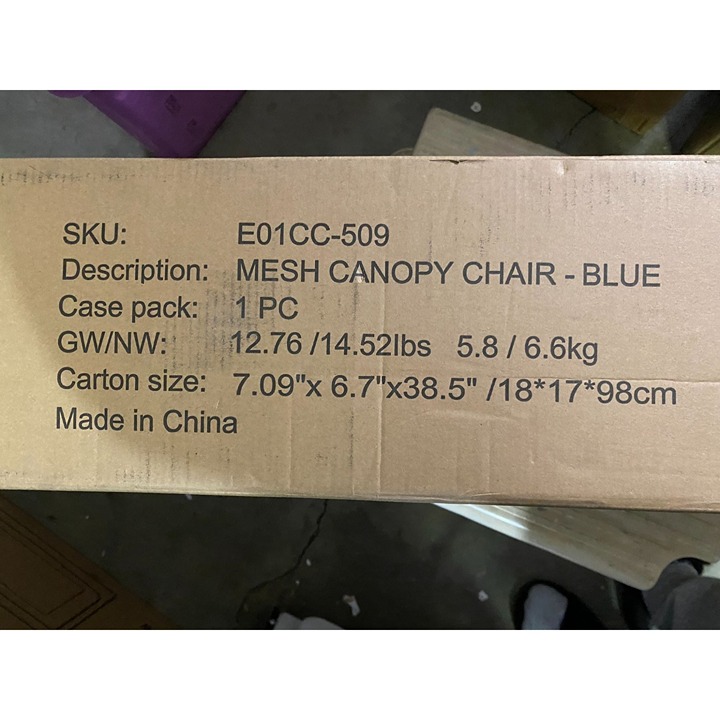 SKU: E01CC-509
Description: MESH CANOPY CHAIR - BLUE
Case pack: 1 PC
GW/NW: 12.76 /14.52lbs 5.8 / 6.6kg
Carton size: 7.09"x 6.7"x38.5" /18*17*98cm
Made in China